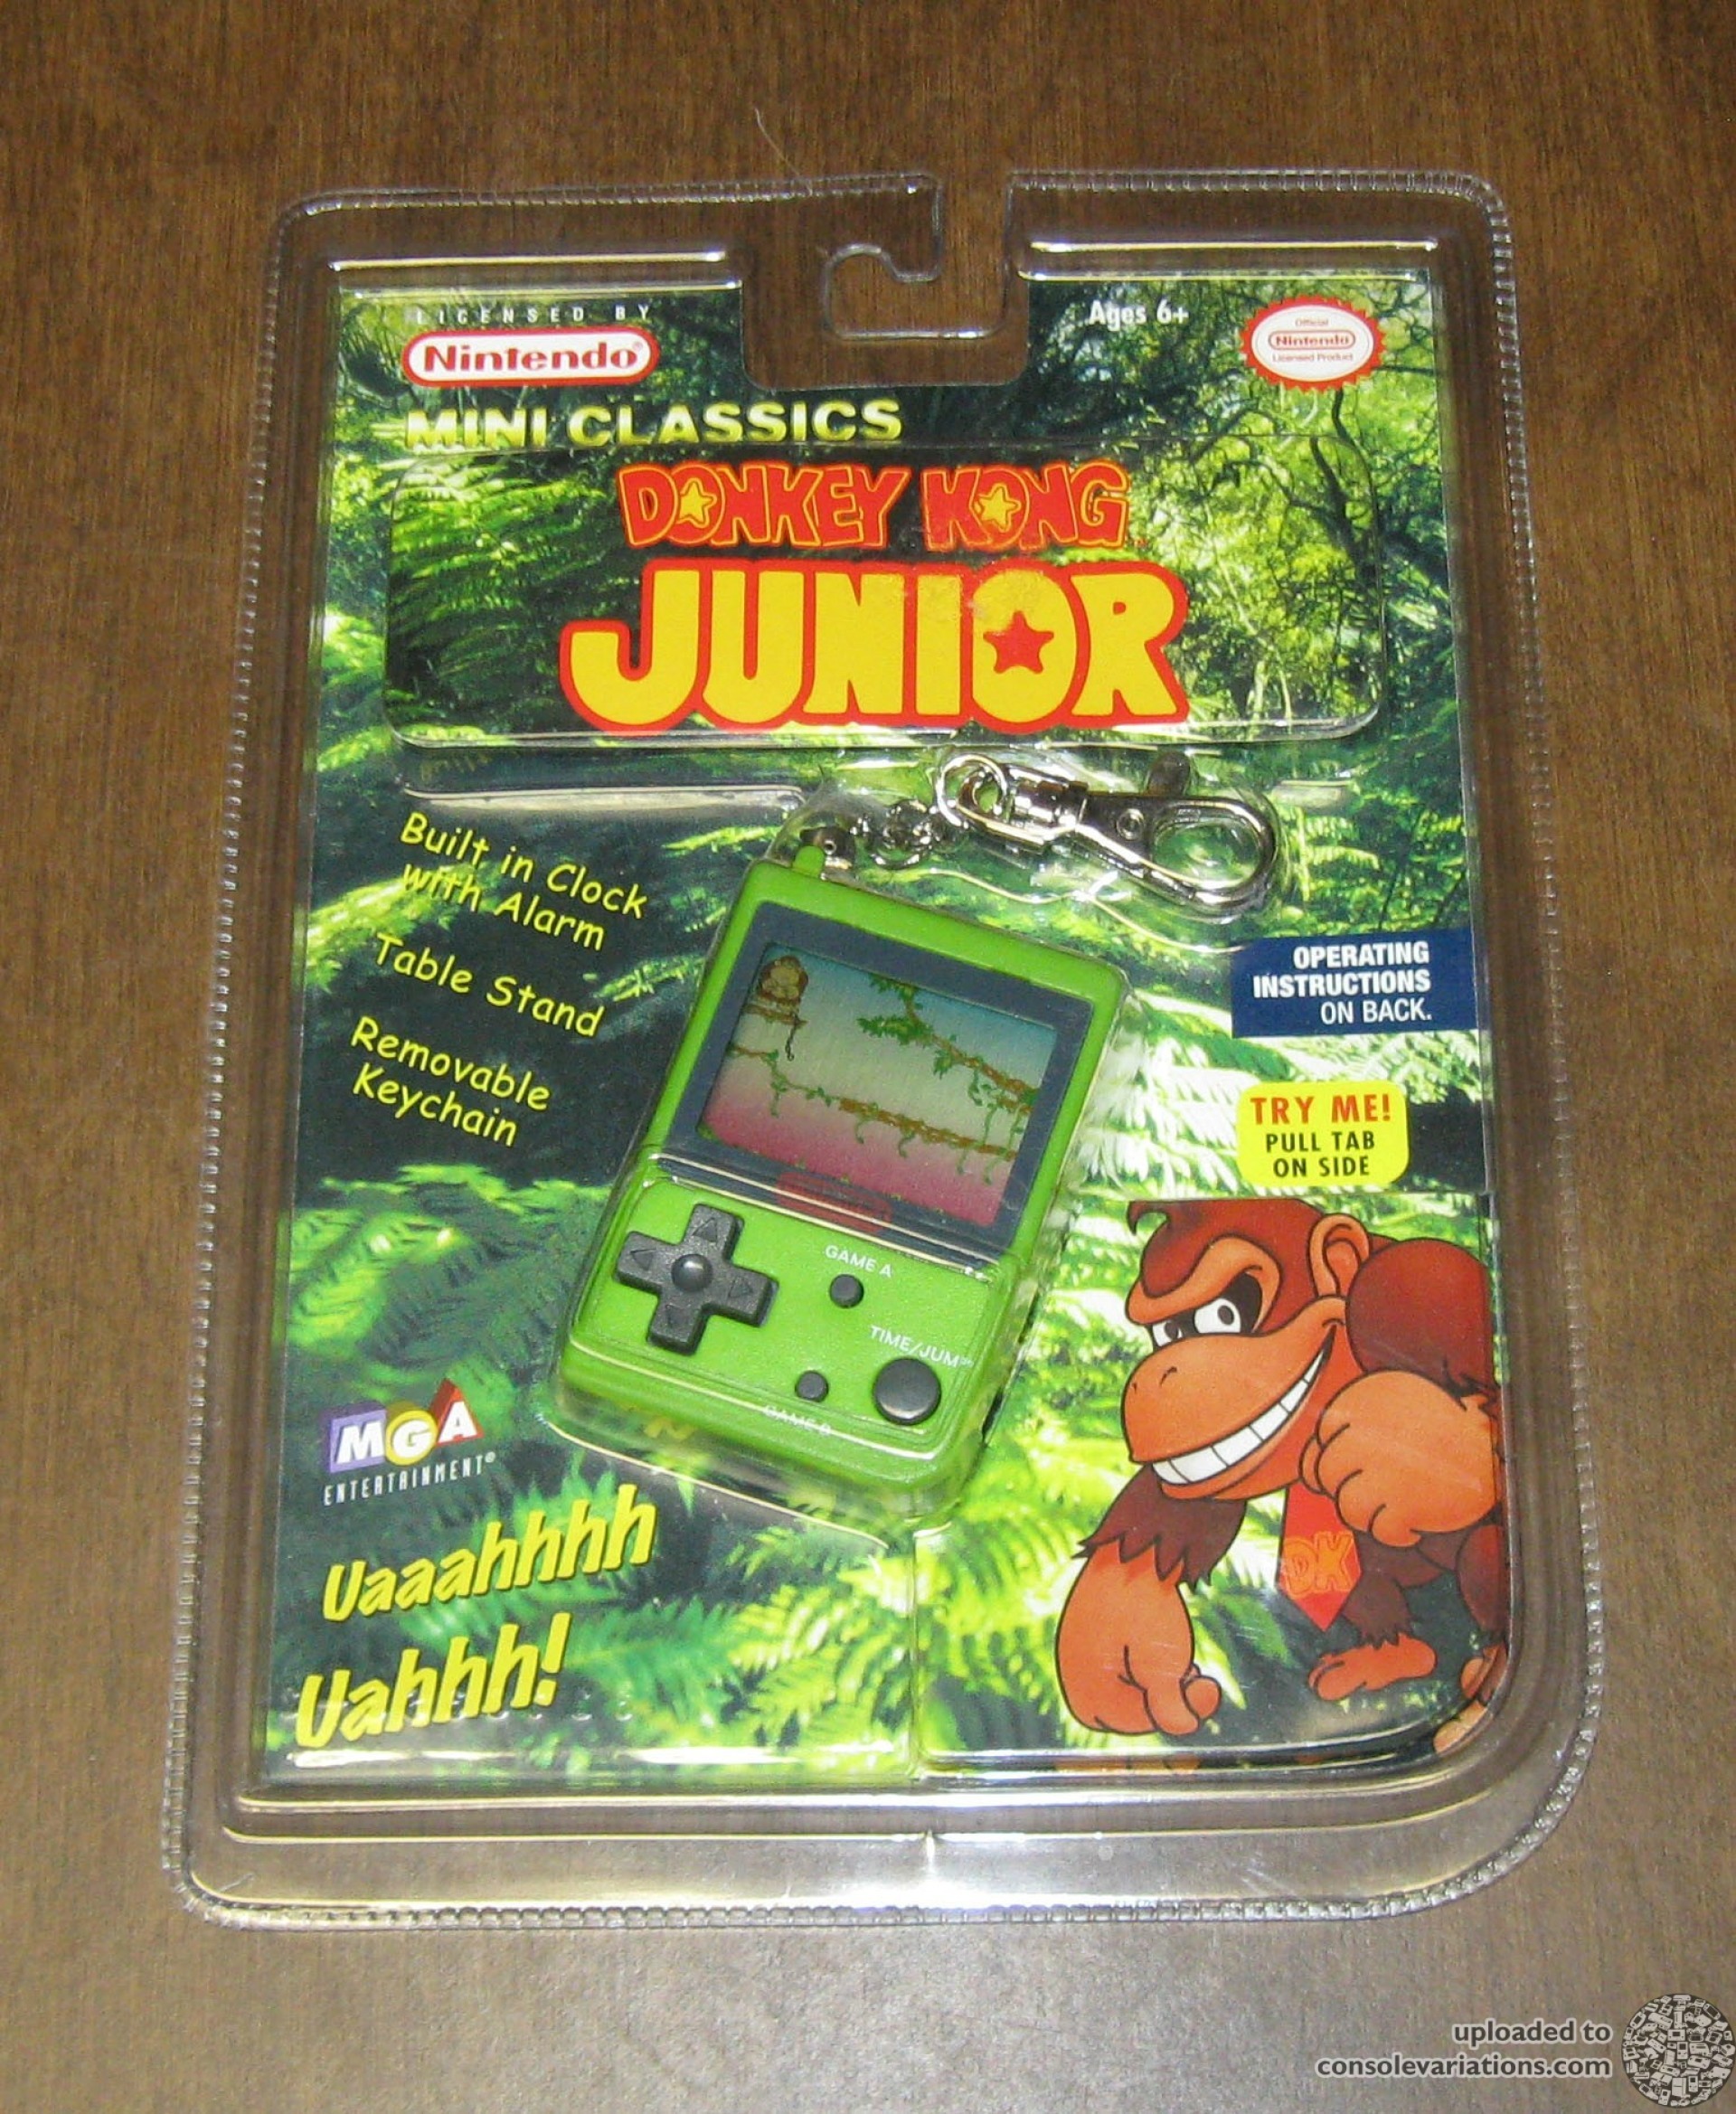 LICENSED BY
Nintendo®
Ages 6+
Official
Nintendo
Licensed Product
MINI CLASSICS
DONKEY KONG
JUNIOR
Built in Clock
with Alarm
Table Stand
Removable
Keychain
OPERATING
INSTRUCTIONS
ON BACK.
TRY ME!
PULL TAB
ON SIDE
Nintendo
GAME A
TIME/JUMP
GAME B
MGA
ENTERTAINMENT®
DK
Uaaahhhh
Uahhh!
uploaded to
consolevariations.com